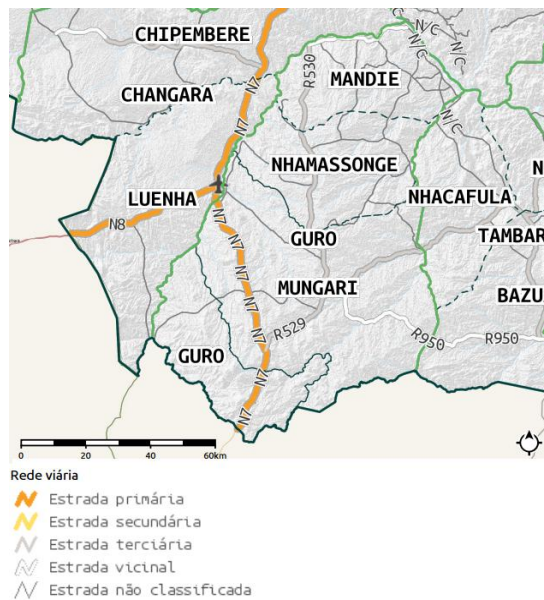 CHIPEMBERE
N/C
N/C
N/C
R530
MANDIE
N7
N7
CHANGARA
N7
N/C
N/C
NHAMASSONGE
LUENHA
NHACAFULA
N
N8
N7
N7
GURO
TAMBAR
N7
MUNGARI
N7
BAZU
N7
R529
R950
R950
GURO
N7
N7
0 20 40 60km
Rede viária
Estrada primária
Estrada secundária
Estrada terciária
Estrada vicinal
Estrada não classificada